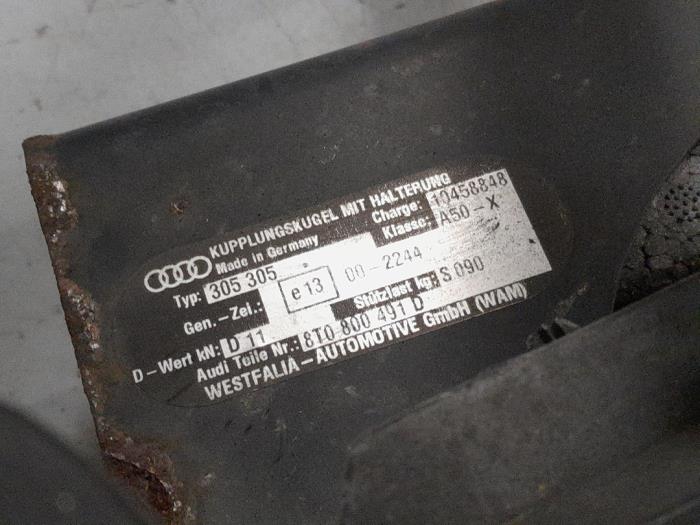 KUPPLUNGSKUGEL MIT HALTERUNG
Made in Germany Charge: 10458848
Typ: 305 305 Klasse: A50-X
Gen.-Zei.: e13 00-2244
D-Wert kN: D 11 Stützlast kg: S 090
Audi Teile Nr.: 8T0 800 491 D
WESTFALIA-AUTOMOTIVE GmbH (WAM)